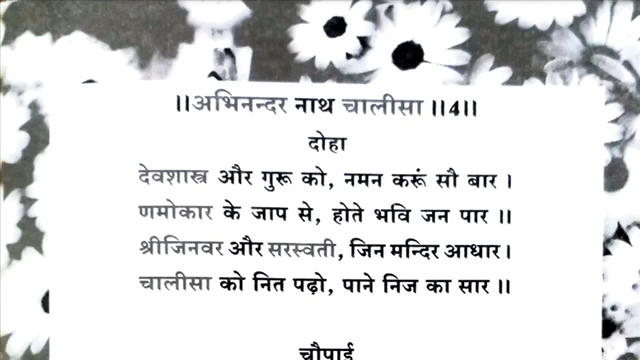 ।।अभिनन्दर नाथ चालीसा ।।4।।
दोहा
देवशास्त्र और गुरू को, नमन करूं सौ बार ।
णमोकार के जाप से, होते भवि जन पार ।।
श्रीजिनवर और सरस्वती, जिन मन्दिर आधार।
चालीसा को नित पढ़ो, पाने निज का सार ।।
चौपाई